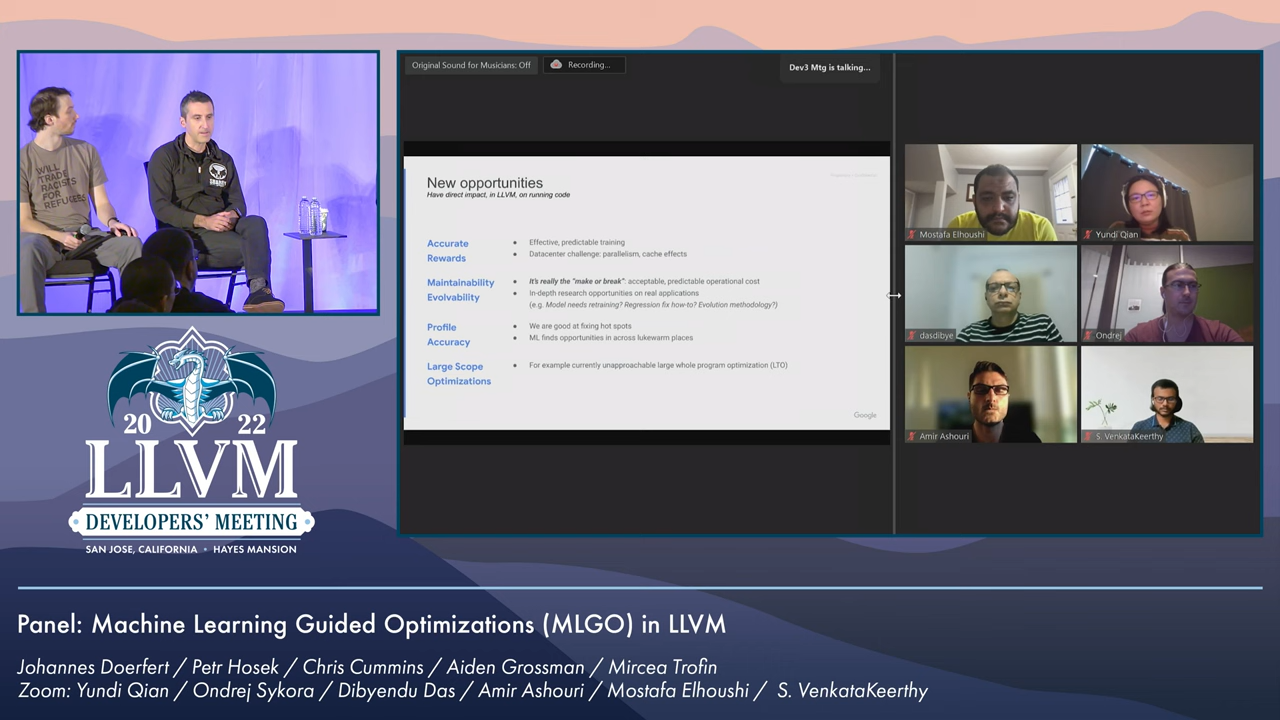 Original Sound for Musicians: Off
Recording...
Dev3 Mtg is talking...
WILL
TRADE
RACISTS
FOR
REFUGEES
New opportunities
Have direct impact, in LLVM, on running code
Accurate
Rewards
• Effective, predictable training
• Datacenter challenge: parallelism, cache effects
Maintainability
Evolvability
• It's really the "make or break": acceptable, predictable operational cost
• In-depth research opportunities on real applications
(e.g. Model needs retraining? Regression fix how-to? Evolution methodology?)
Profile
Accuracy
• We are good at fixing hot spots
• ML finds opportunities in across lukewarm places
Large Scope
Optimizations
• For example currently unapproachable large whole program optimization (LTO)
Google
Mostafa Elhoushi
Yundi Qian
dasdibye
Ondrej
Amir Ashouri
S. VenkataKeerthy
20 22
LLVM
DEVELOPERS' MEETING
SAN JOSE, CALIFORNIA • HAYES MANSION
Panel: Machine Learning Guided Optimizations (MLGO) in LLVM
Johannes Doerfert / Petr Hosek / Chris Cummins / Aiden Grossman / Mircea Trofin
Zoom: Yundi Qian / Ondrej Sykora / Dibyendu Das / Amir Ashouri / Mostafa Elhoushi / S. VenkataKeerthy